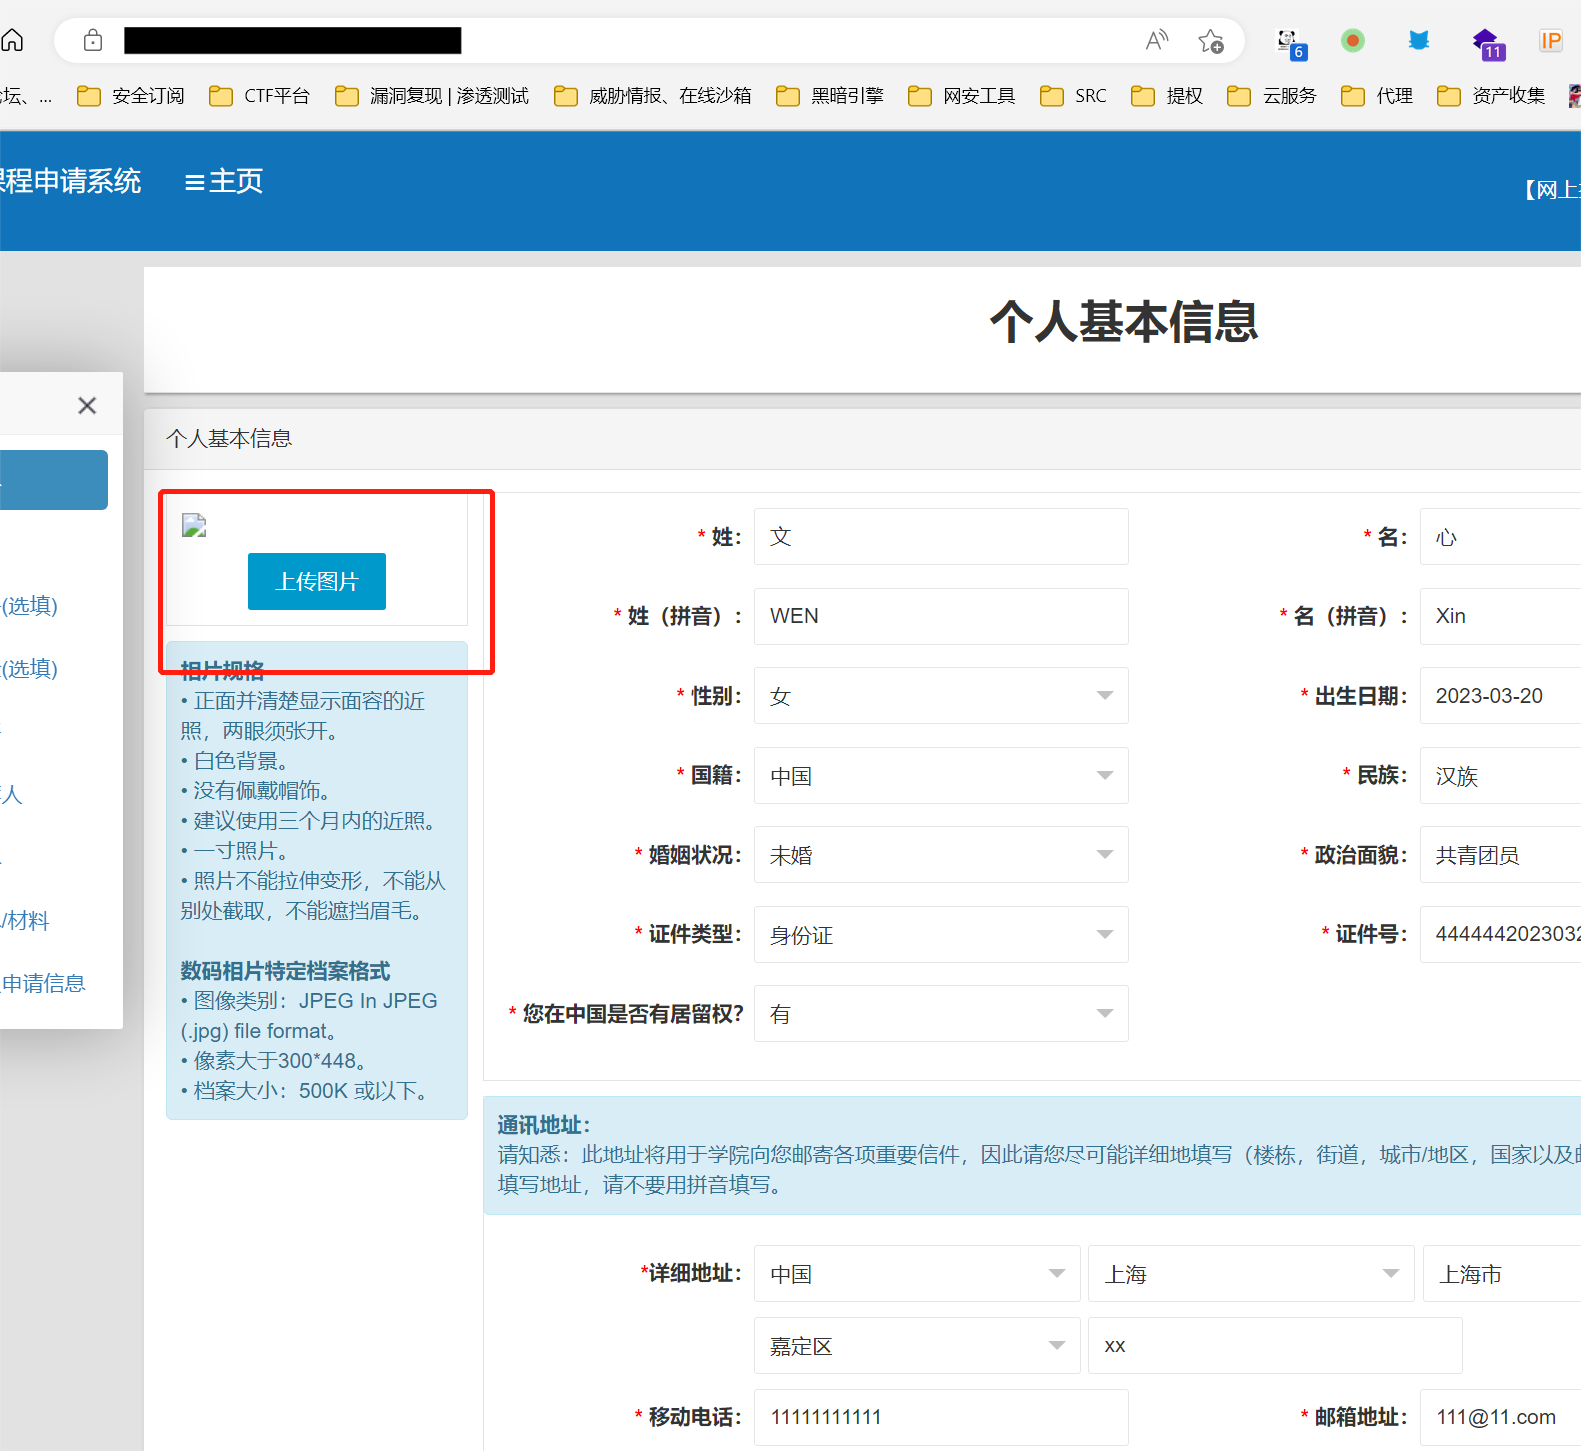 6
11
IP
坛、...
安全订阅
CTF平台
漏洞复现 | 渗透测试
威胁情报、在线沙箱
黑暗引擎
网安工具
SRC
提权
云服务
代理
资产收集
程申请系统
≡主页
【网上
个人基本信息
个人基本信息
×
(选填)
(选填)
人
/材料
申请信息
上传图片
相片规格
• 正面并清楚显示面容的近
照，两眼须张开。
• 白色背景。
• 没有佩戴帽饰。
• 建议使用三个月内的近照。
• 一寸照片。
• 照片不能拉伸变形，不能从
别处截取，不能遮挡眉毛。
数码相片特定档案格式
• 图像类别：JPEG In JPEG
(.jpg) file format。
• 像素大于300*448。
• 档案大小：500K 或以下。
* 姓： 文
* 名： 心
* 姓（拼音）： WEN
* 名（拼音）： Xin
* 性别： 女
* 出生日期： 2023-03-20
* 国籍： 中国
* 民族： 汉族
* 婚姻状况： 未婚
* 政治面貌： 共青团员
* 证件类型： 身份证
* 证件号： 4444442023032
* 您在中国是否有居留权? 有
通讯地址：
请知悉：此地址将用于学院向您邮寄各项重要信件，因此请您尽可能详细地填写（楼栋，街道，城市/地区，国家以及
填写地址，请不要用拼音填写。
*详细地址： 中国 上海 上海市
嘉定区 xx
* 移动电话： 11111111111
* 邮箱地址： 111@11.com